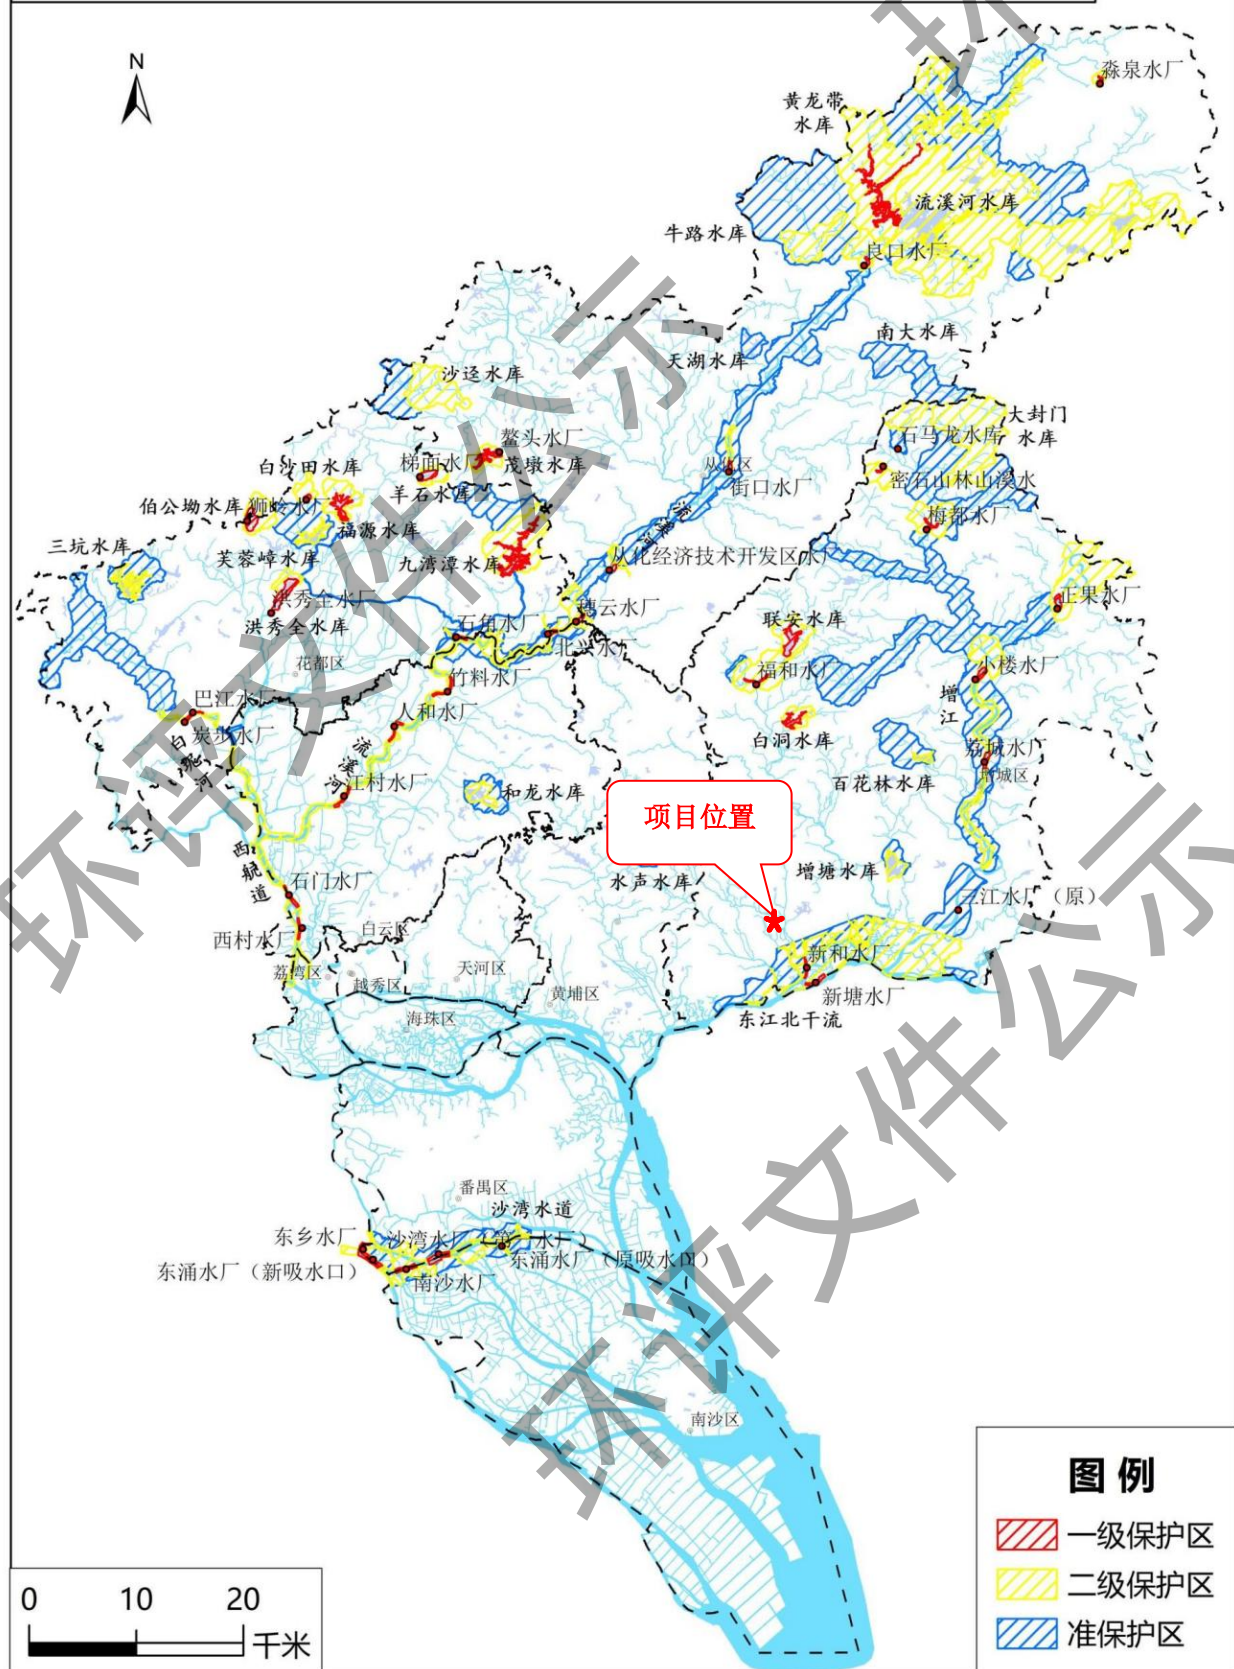 N
淼泉水厂
黄龙带
水库
流溪河水库
牛路水库
良口水厂
南大水库
天湖水库
沙迳水库
大封门
水库
石马龙水库
鳌头水厂
梯面水厂
茂墩水库
从化区
街口水厂
密石山林山溪水
白沙田水库
羊石水库
伯公坳水库
狮岭水厂
福源水库
梅都水厂
流溪河
三坑水库
芙蓉嶂水库
九湾潭水库
从化经济技术开发区水厂
洪秀全水厂
洪秀全水库
穗云水厂
正果水厂
石角水厂
北兴水厂
联安水库
花都区
福和水厂
小楼水厂
竹料水厂
巴江水厂
增江
炭步水厂
人和水厂
白洞水库
荔城水厂
白坭河
流溪河
增城区
江村水厂
和龙水库
百花林水库
项目位置
西航道
石门水厂
水声水库
增塘水库
三江水厂（原）
西村水厂
白云区
荔湾区
越秀区
天河区
新和水厂
黄埔区
新塘水厂
海珠区
东江北干流
番禺区
沙湾水道
东乡水厂
沙湾水厂（第一水厂）
东涌水厂（新吸水口）
东涌水厂（原吸水口）
南沙水厂
南沙区
图 例
一级保护区
二级保护区
准保护区
0 10 20
千米
环评文件公示
环评文件公示
环